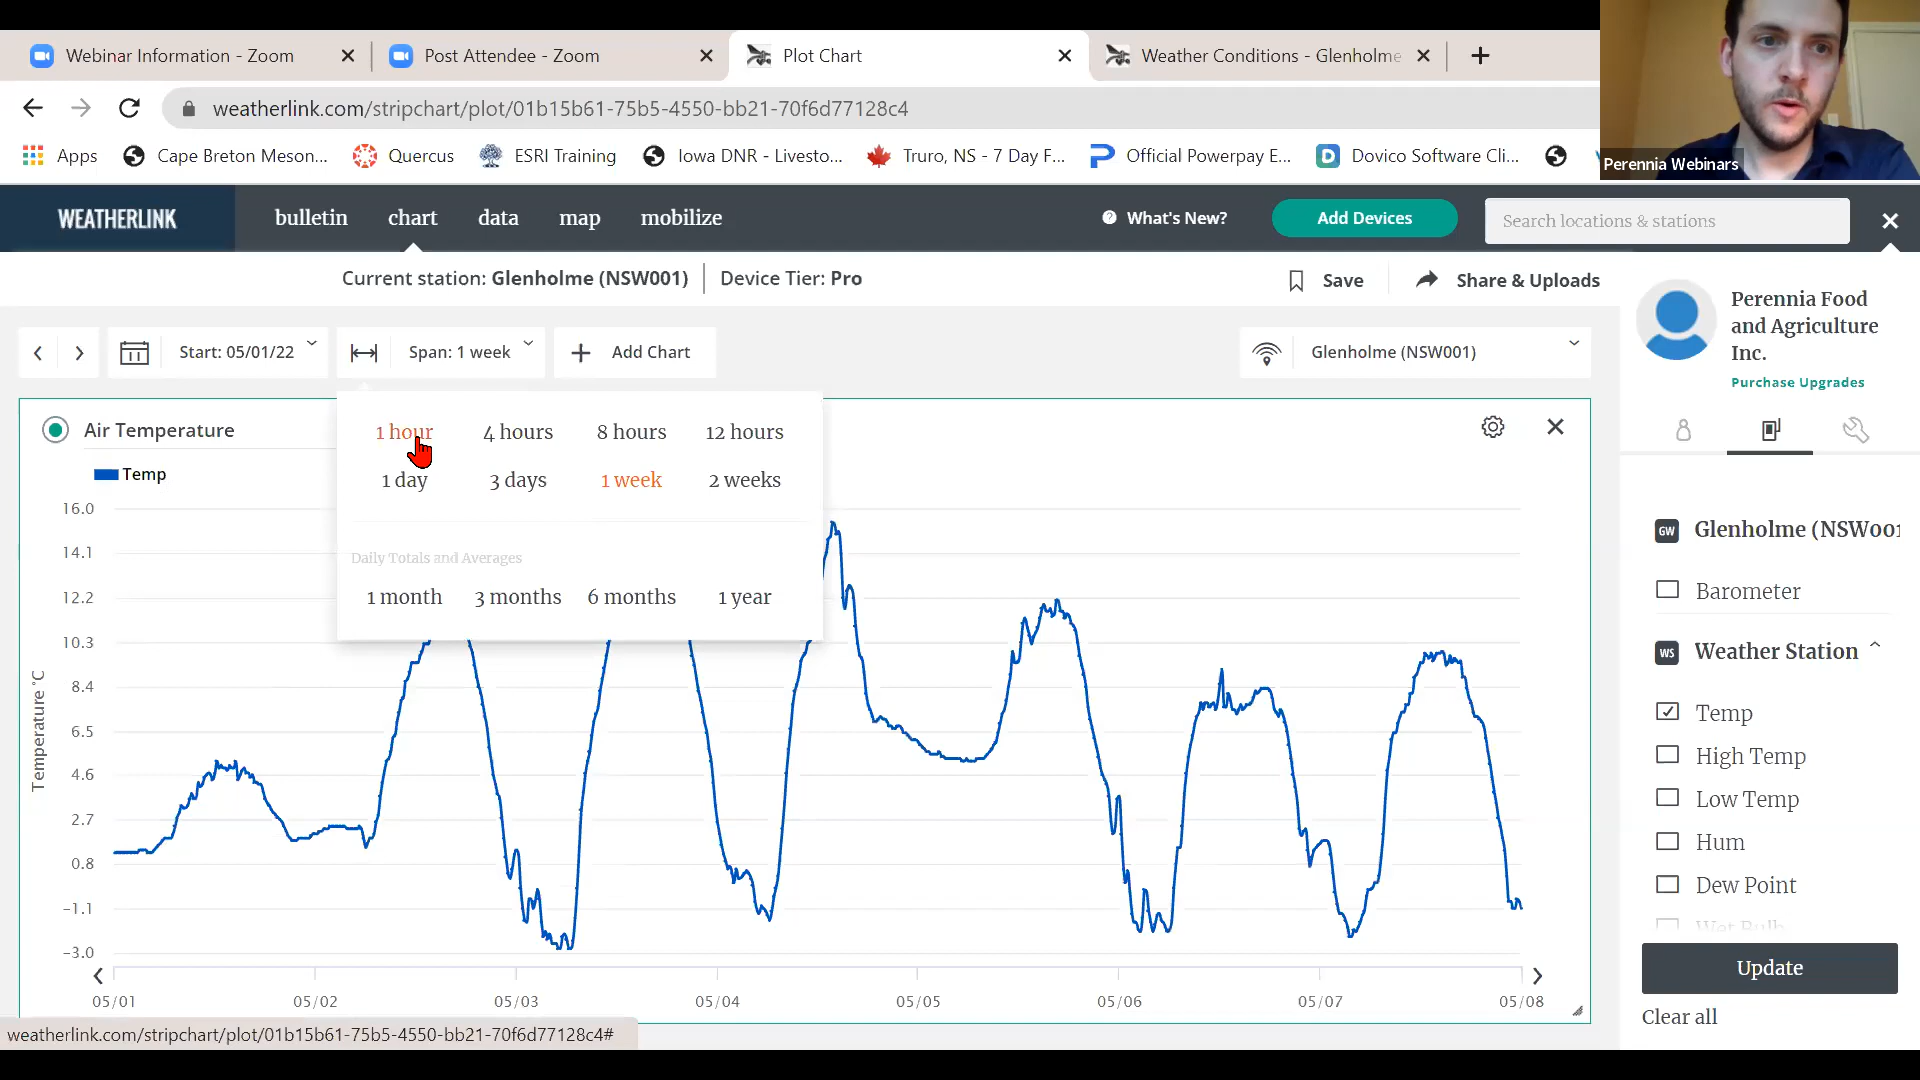 Webinar Information - Zoom
Post Attendee - Zoom
Plot Chart
Weather Conditions - Glenholme
weatherlink.com/stripchart/plot/01b15b61-75b5-4550-bb21-70f6d77128c4
Apps
Cape Breton Meson...
Quercus
ESRI Training
Iowa DNR - Livesto...
Truro, NS - 7 Day F...
Official Powerpay E...
Dovico Software Cli...
Perennia Webinars
WEATHERLINK
bulletin
chart
data
map
mobilize
What's New?
Add Devices
Search locations & stations
Current station: Glenholme (NSW001)
Device Tier: Pro
Save
Share & Uploads
Perennia Food
and Agriculture
Inc.
Purchase Upgrades
Start: 05/01/22
Span: 1 week
Add Chart
Glenholme (NSW001)
Air Temperature
Temp
1 hour 4 hours 8 hours 12 hours
1 day 3 days 1 week 2 weeks
Daily Totals and Averages
1 month 3 months 6 months 1 year
16.0
14.1
12.2
10.3
8.4
6.5
4.6
2.7
0.8
-1.1
-3.0
Temperature °C
05/01 05/02 05/03 05/04 05/05 05/06 05/07 05/08
GW Glenholme (NSW001
Barometer
WS Weather Station
Temp
High Temp
Low Temp
Hum
Dew Point
Wet Bulb
Update
Clear all
weatherlink.com/stripchart/plot/01b15b61-75b5-4550-bb21-70f6d77128c4#